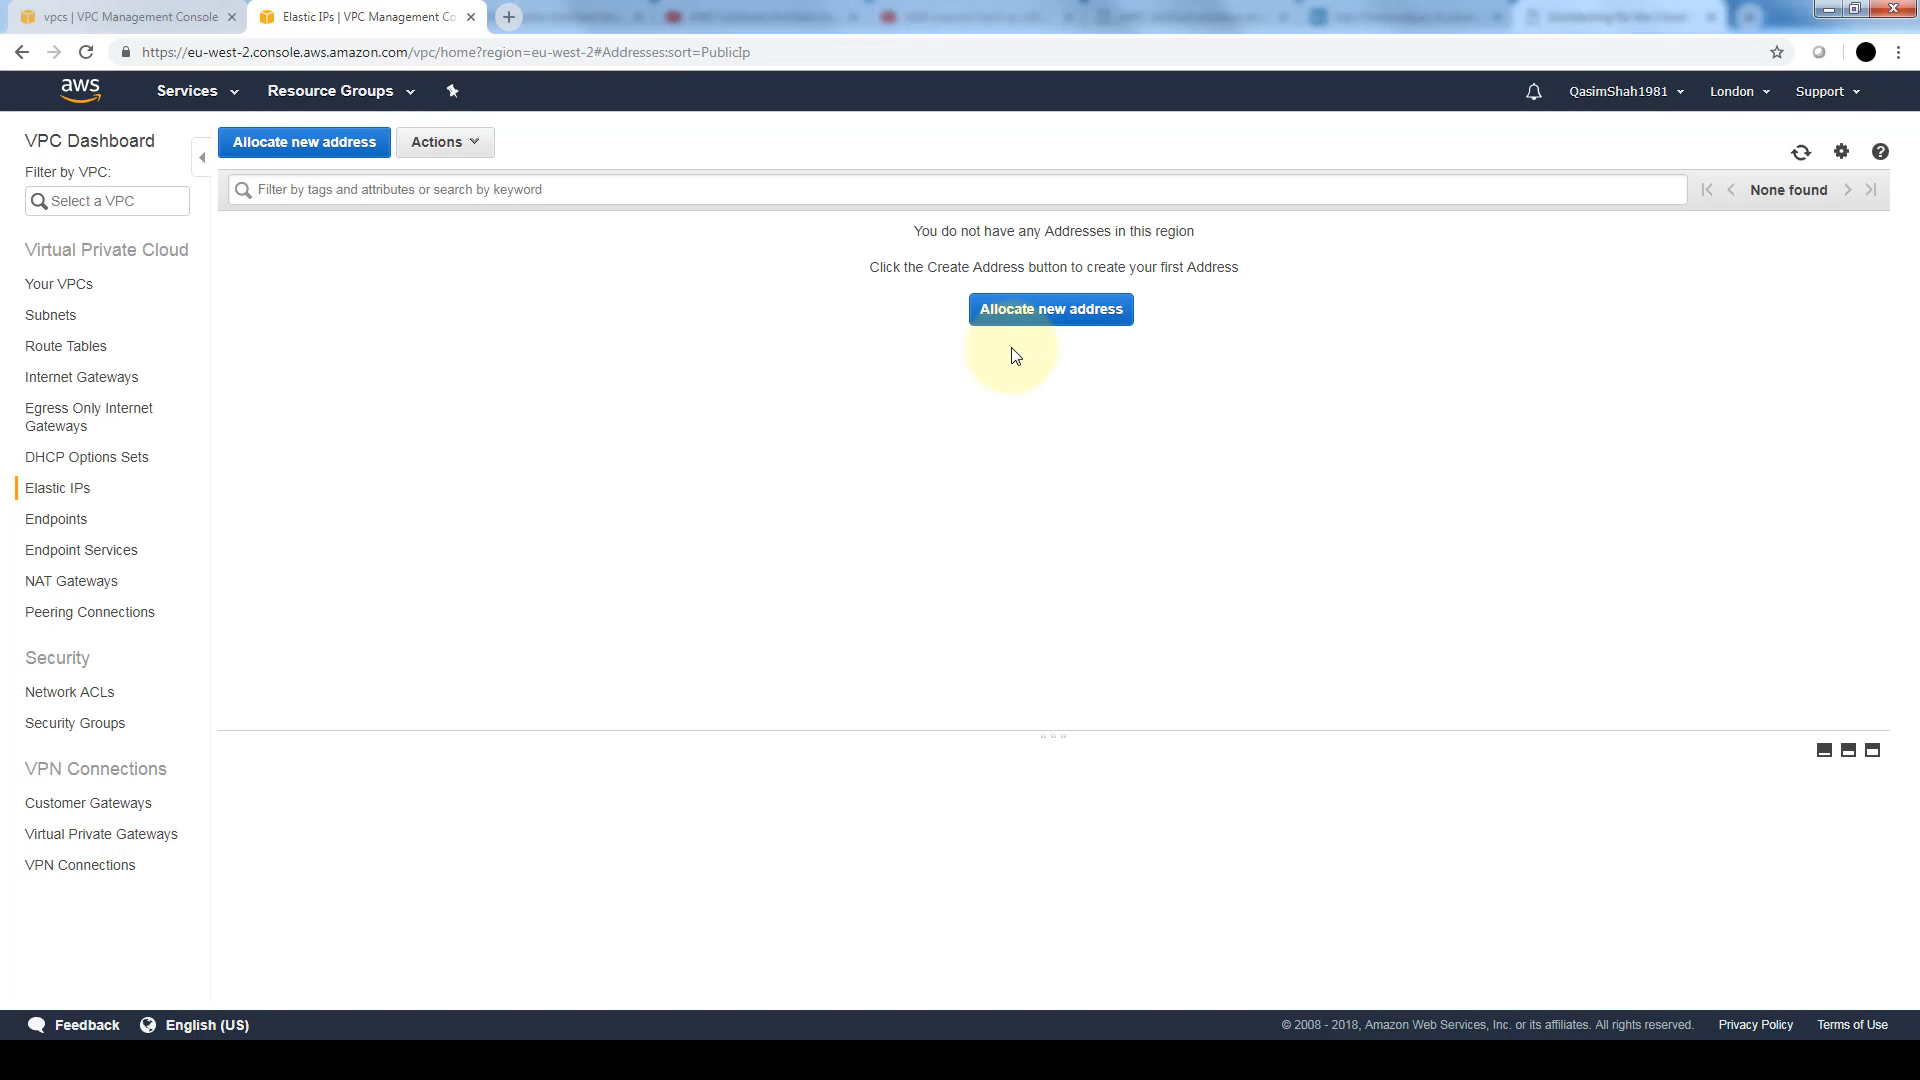 vpcs | VPC Management Console
Elastic IPs | VPC Management Co
https://eu-west-2.console.aws.amazon.com/vpc/home?region=eu-west-2#Addresses:sort=PublicIp
aws
Services
Resource Groups
QasimShah1981
London
Support
VPC Dashboard
Filter by VPC:
Select a VPC
Virtual Private Cloud
Your VPCs
Subnets
Route Tables
Internet Gateways
Egress Only Internet
Gateways
DHCP Options Sets
Elastic IPs
Endpoints
Endpoint Services
NAT Gateways
Peering Connections
Security
Network ACLs
Security Groups
VPN Connections
Customer Gateways
Virtual Private Gateways
VPN Connections
Allocate new address
Actions
Filter by tags and attributes or search by keyword
None found
You do not have any Addresses in this region
Click the Create Address button to create your first Address
Allocate new address
Feedback
English (US)
© 2008 - 2018, Amazon Web Services, Inc. or its affiliates. All rights reserved.
Privacy Policy
Terms of Use